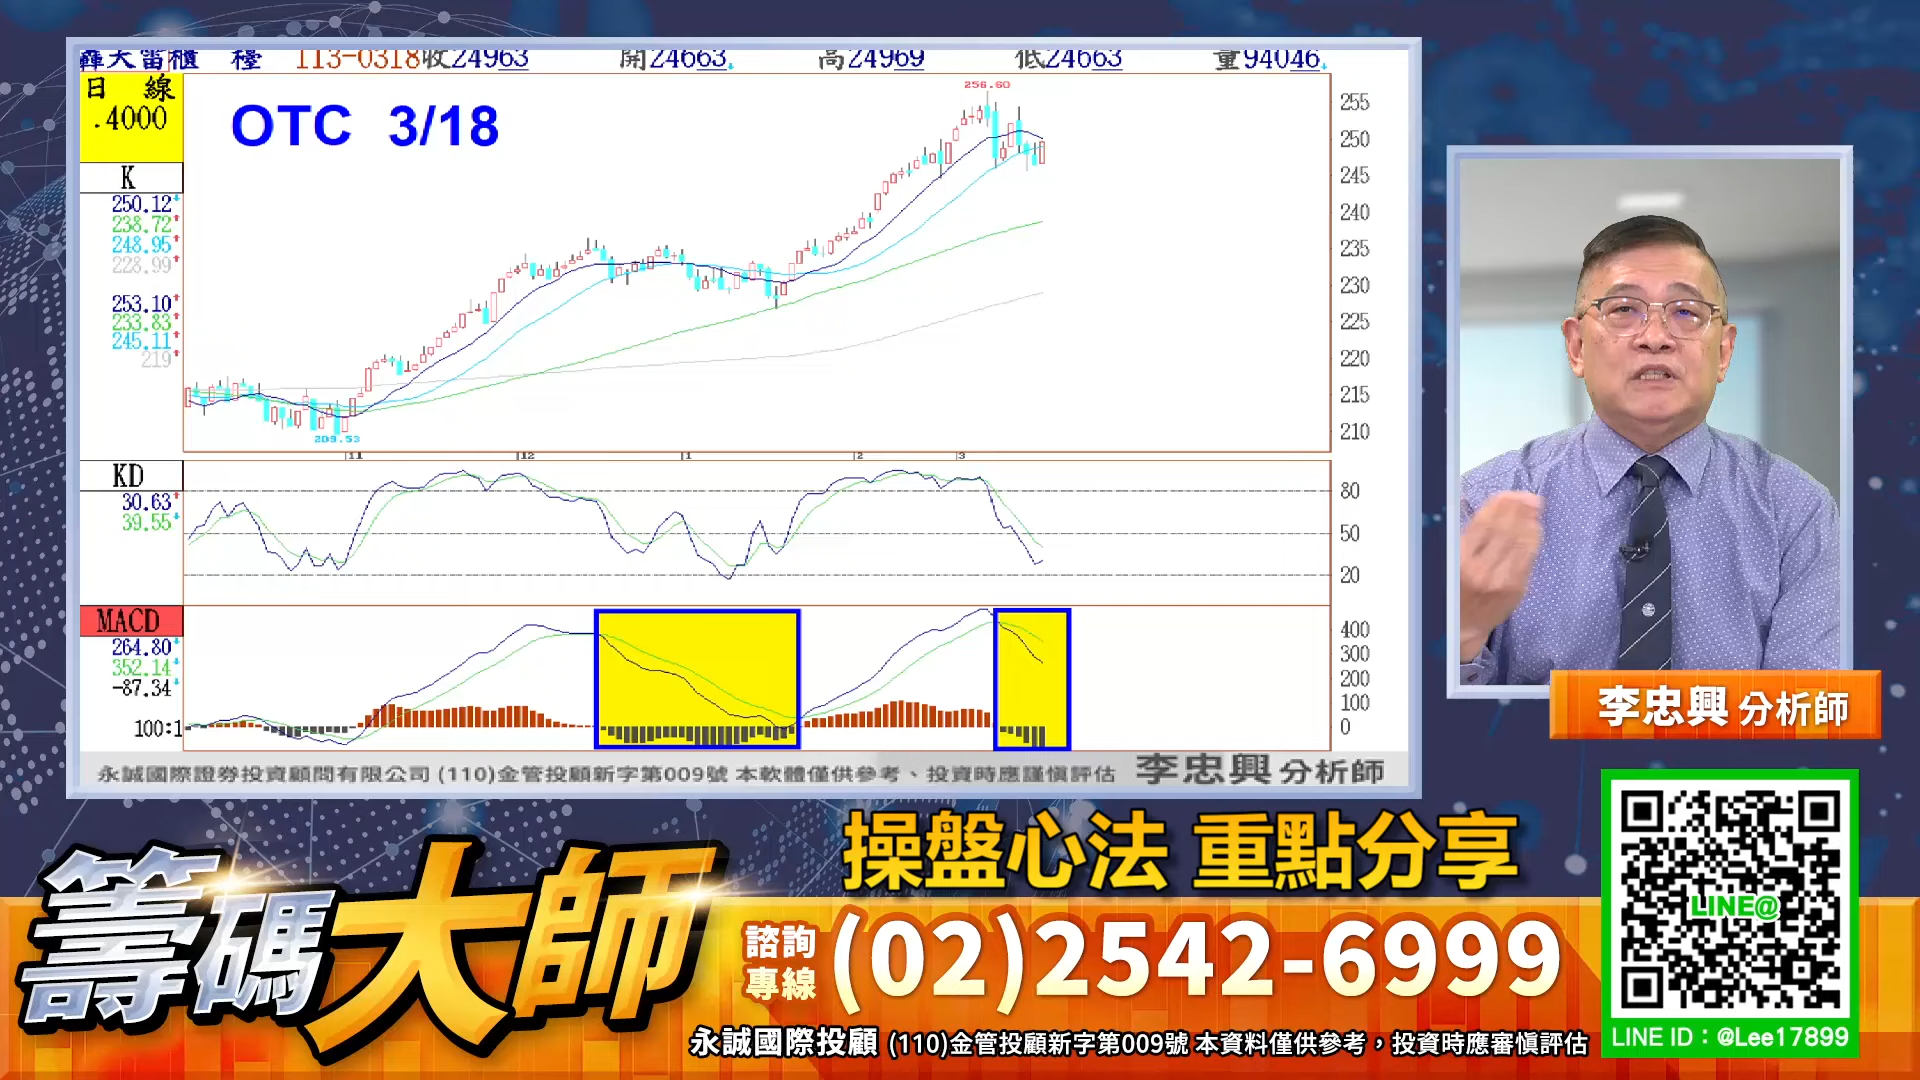 轟天雷櫃 檯 113-0318收24963 開24663 高24969 低24663 量94046
日 線
.4000
OTC 3/18
K
250.12
238.72
248.95
228.99
253.10
233.83
245.11
219
256.60
209.53
255
250
245
240
235
230
225
220
215
210
11 12 1 2 3
KD
30.63
39.55
80
50
20
MACD
264.80
352.14
-87.34
100:1
400
300
200
100
0
永誠國際證券投資顧問有限公司 (110)金管投顧新字第009號 本軟體僅供參考、投資時應謹慎評估 李忠興 分析師
李忠興 分析師
籌碼大師
操盤心法 重點分享
諮詢專線 (02)2542-6999
永誠國際投顧 (110)金管投顧新字第009號 本資料僅供參考，投資時應審慎評估
LINE@
LINE ID：@Lee17899